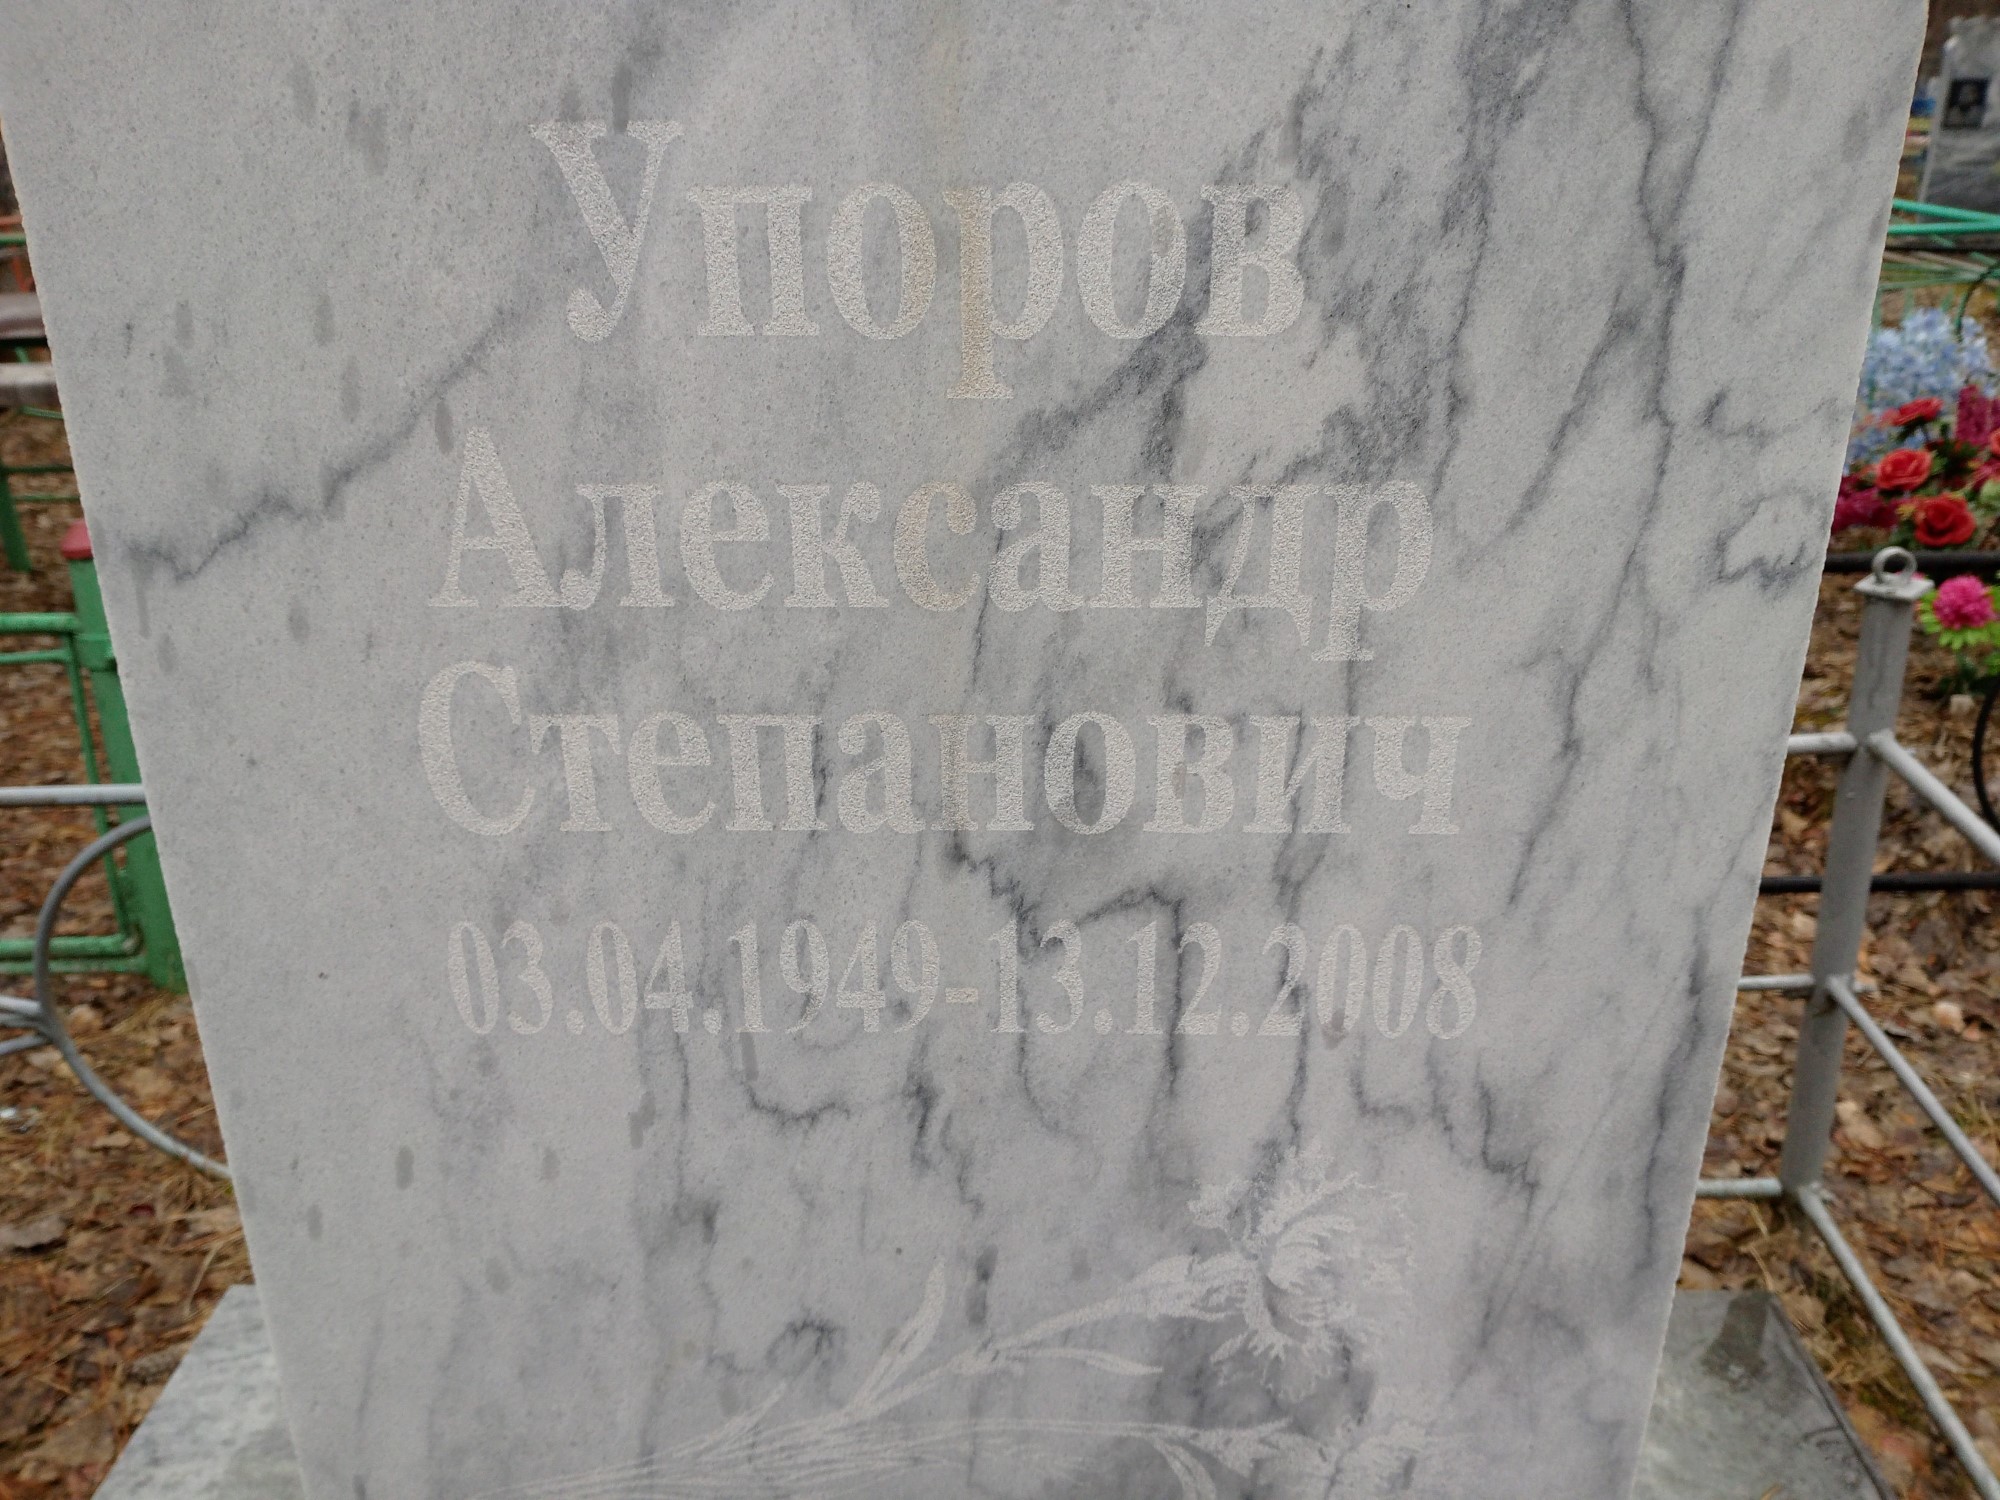 Упоров
Александр
Степанович
03.04.1949-13.12.2008